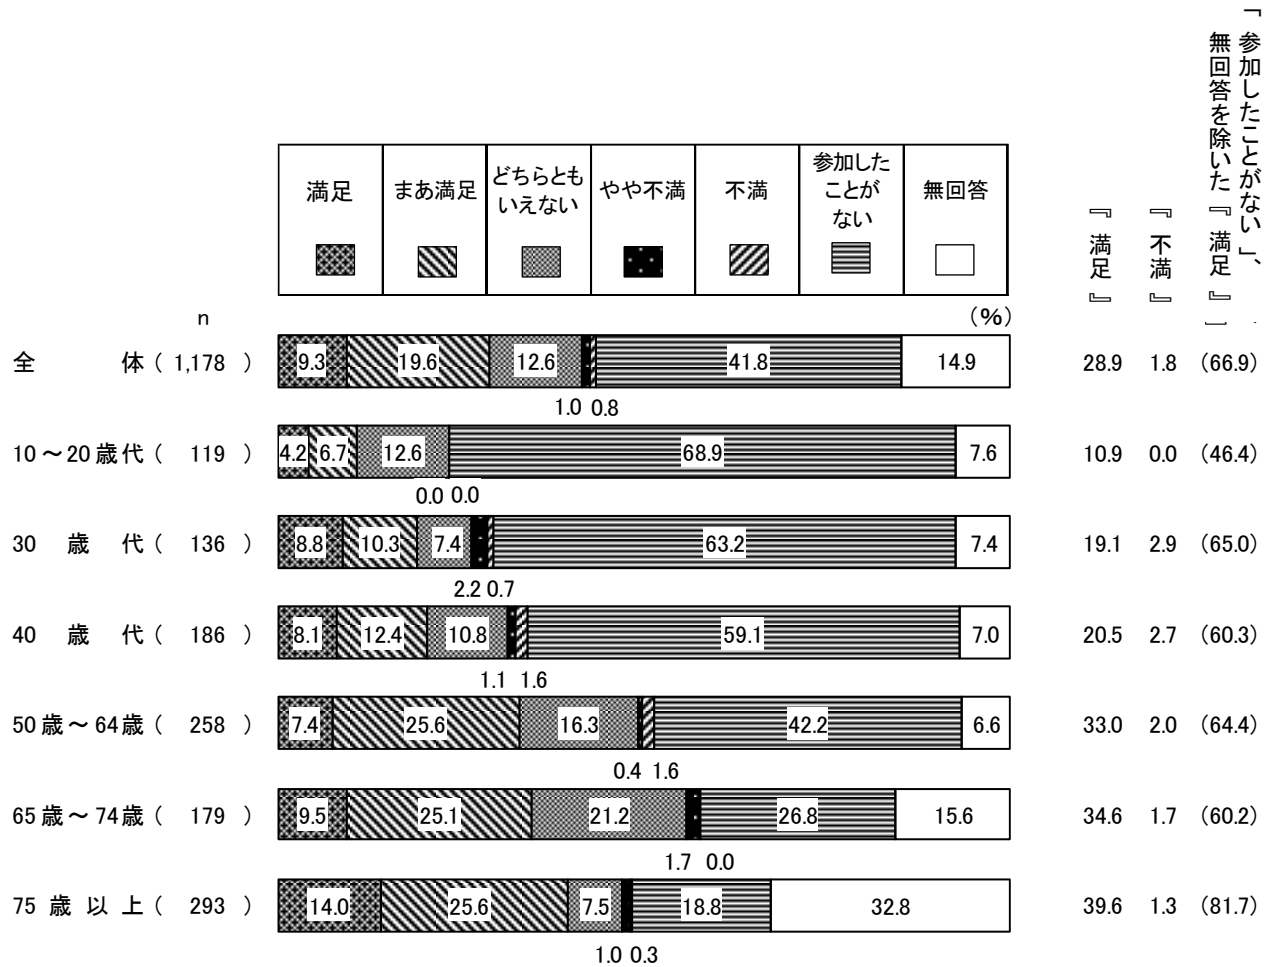 「参加したことがない」、
無回答を除いた『満足』
『満足』
『不満』
満足
まあ満足
どちらとも
いえない
やや不満
不満
参加した
ことが
ない
無回答
n
(%)
全 体 ( 1,178 ) 9.3 19.6 12.6 41.8 14.9 28.9 1.8 (66.9)
1.0 0.8
10～20歳代 ( 119 ) 4.2 6.7 12.6 68.9 7.6 10.9 0.0 (46.4)
0.0 0.0
30 歳 代 ( 136 ) 8.8 10.3 7.4 63.2 7.4 19.1 2.9 (65.0)
2.2 0.7
40 歳 代 ( 186 ) 8.1 12.4 10.8 59.1 7.0 20.5 2.7 (60.3)
1.1 1.6
50歳～64歳 ( 258 ) 7.4 25.6 16.3 42.2 6.6 33.0 2.0 (64.4)
0.4 1.6
65歳～74歳 ( 179 ) 9.5 25.1 21.2 26.8 15.6 34.6 1.7 (60.2)
1.7 0.0
75 歳 以 上 ( 293 ) 14.0 25.6 7.5 18.8 32.8 39.6 1.3 (81.7)
1.0 0.3